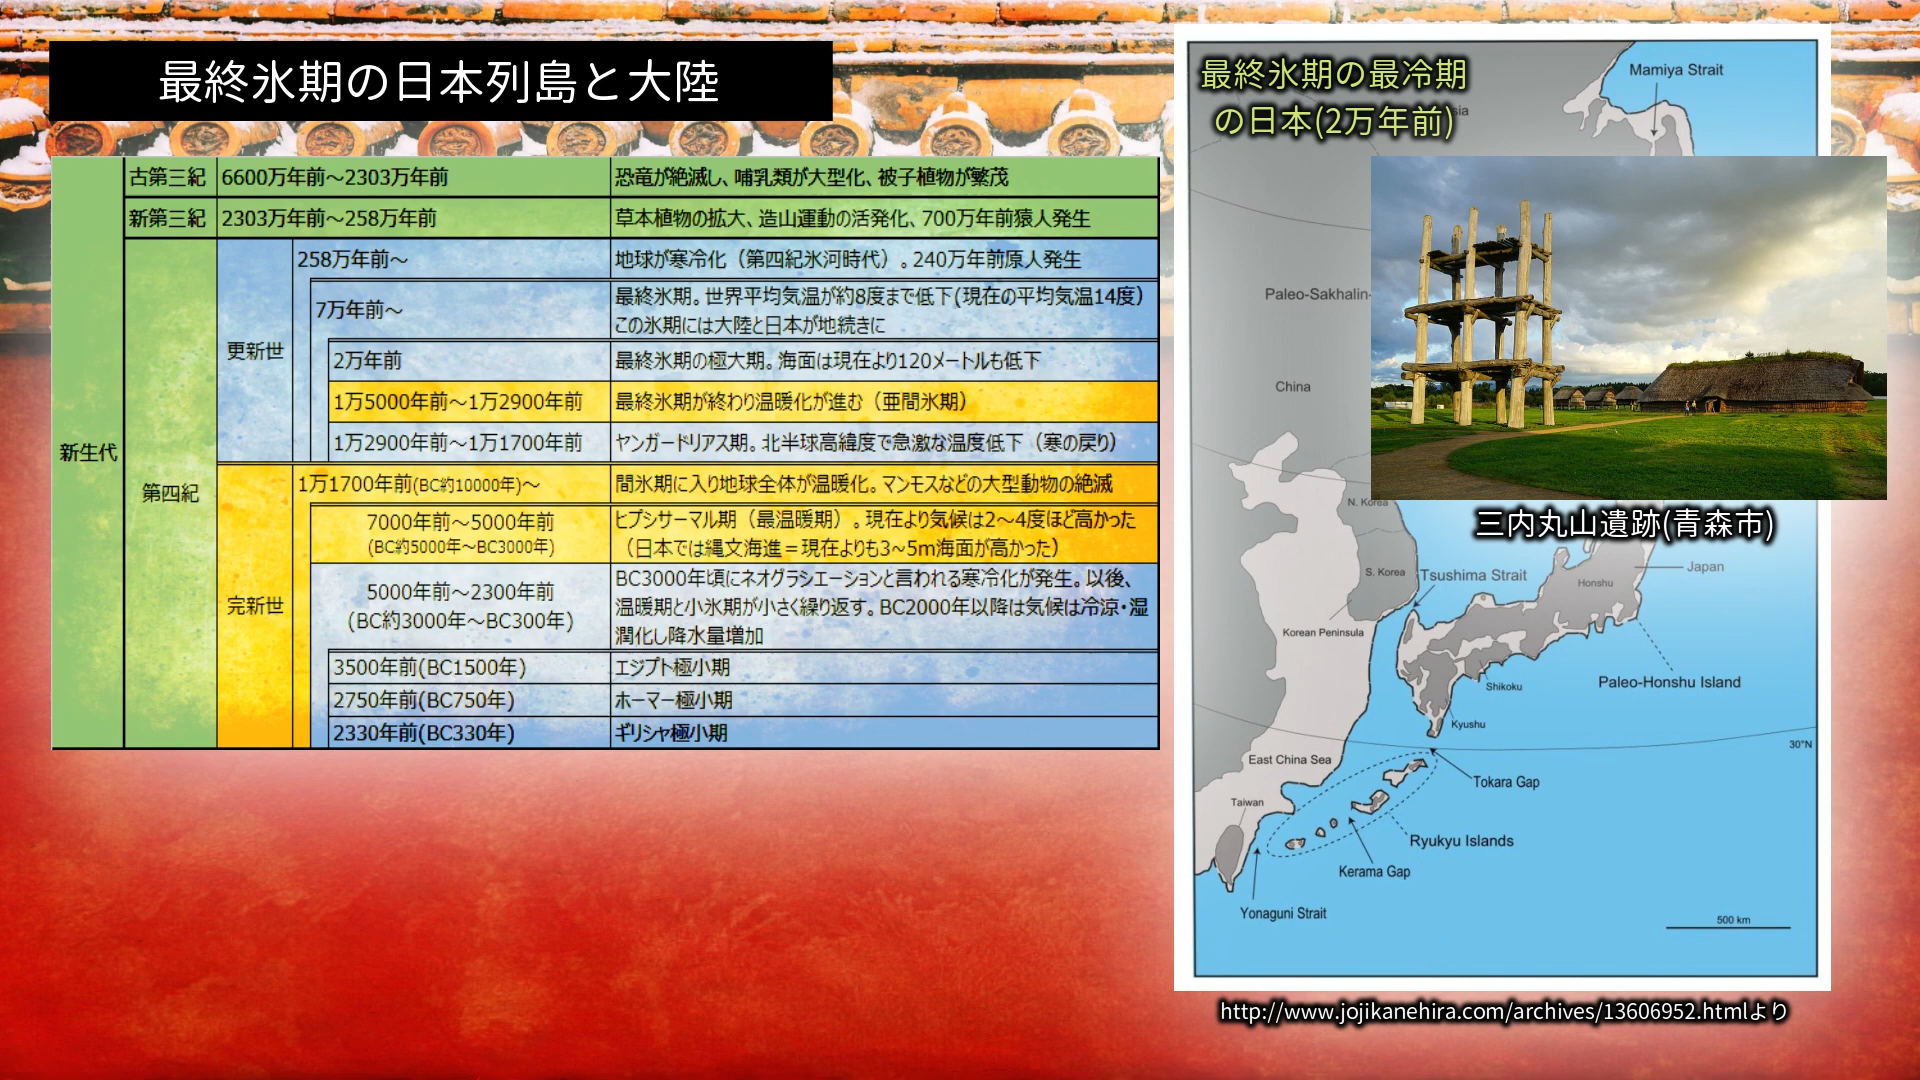 最終氷期の日本列島と大陸
新生代
古第三紀
6600万年前～2303万年前
恐竜が絶滅し、哺乳類が大型化、被子植物が繁茂
新第三紀
2303万年前～258万年前
草本植物の拡大、造山運動の活発化、700万年前猿人発生
第四紀
更新世
258万年前～
地球が寒冷化（第四紀氷河時代）。240万年前原人発生
7万年前～
最終氷期。世界平均気温が約8度まで低下(現在の平均気温14度)
この氷期には大陸と日本が地続きに
2万年前
最終氷期の極大期。海面は現在より120メートルも低下
1万5000年前～1万2900年前
最終氷期が終わり温暖化が進む（亜間氷期）
1万2900年前～1万1700年前
ヤンガードリアス期。北半球高緯度で急激な温度低下（寒の戻り）
完新世
1万1700年前(BC約10000年)～
間氷期に入り地球全体が温暖化。マンモスなどの大型動物の絶滅
7000年前～5000年前
(BC約5000年～BC3000年)
ヒプシサーマル期（最温暖期）。現在より気候は2～4度ほど高かった
（日本では縄文海進＝現在よりも3~5m海面が高かった）
5000年前～2300年前
(BC約3000年～BC300年)
BC3000年頃にネオグラシエーションと言われる寒冷化が発生。以後、
温暖期と小氷期が小さく繰り返す。BC2000年以降は気候は冷涼・湿
潤化し降水量増加
3500年前(BC1500年)
エジプト極小期
2750年前(BC750年)
ホーマー極小期
2330年前(BC330年)
ギリシャ極小期
最終氷期の最冷期
の日本(2万年前)
Mamiya Strait
Paleo-Sakhalin-
China
N. Korea
三内丸山遺跡(青森市)
S. Korea
Tsushima Strait
Japan
Honshu
Korean Peninsula
Shikoku
Paleo-Honshu Island
Kyushu
30°N
East China Sea
Tokara Gap
Taiwan
Ryukyu Islands
Kerama Gap
Yonaguni Strait
500 km
http://www.jojikanehira.com/archives/13606952.htmlより